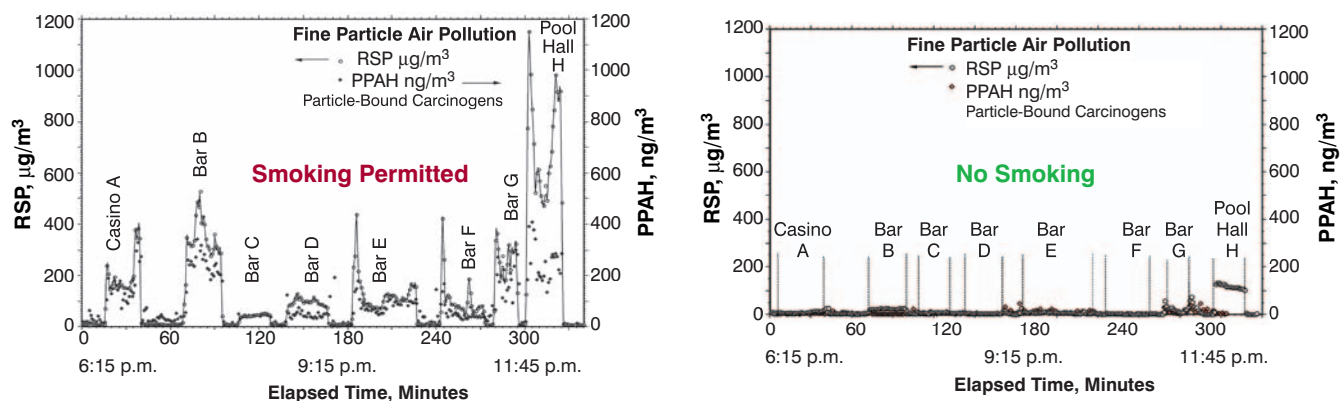 1200
1000
800
600
400
200
0
RSP, μg/m³
1200
1000
800
600
400
200
0
PPAH, ng/m³
Fine Particle Air Pollution
RSP μg/m³
PPAH ng/m³
Particle-Bound Carcinogens
Pool
Hall
H
Smoking Permitted
Casino A
Bar B
Bar C
Bar D
Bar E
Bar F
Bar G
0 60 120 180 240 300
6:15 p.m. 9:15 p.m. 11:45 p.m.
Elapsed Time, Minutes
1200
1000
800
600
400
200
0
RSP, μg/m³
1200
1000
800
600
400
200
0
PPAH, ng/m³
Fine Particle Air Pollution
RSP μg/m³
PPAH ng/m³
Particle-Bound Carcinogens
No Smoking
Casino
A
Bar
B
Bar
C
Bar
D
Bar
E
Bar
F
Bar
G
Pool
Hall
H
0 60 120 180 240 300
6:15 p.m. 9:15 p.m. 11:45 p.m.
Elapsed Time, Minutes